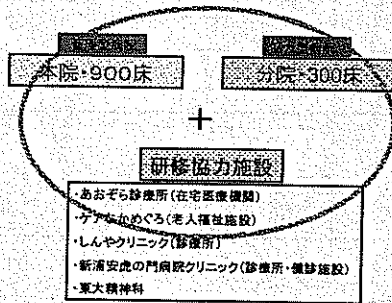 本院・900床
分院・300床
+
研修協力施設
・あおぞら診療所(在宅医療機関)
・ケアなかめぐろ(老人福祉施設)
・しんやクリニック(診療所)
・新浦安虎の門病院クリニック(診療所・健診施設)
・東大精神科